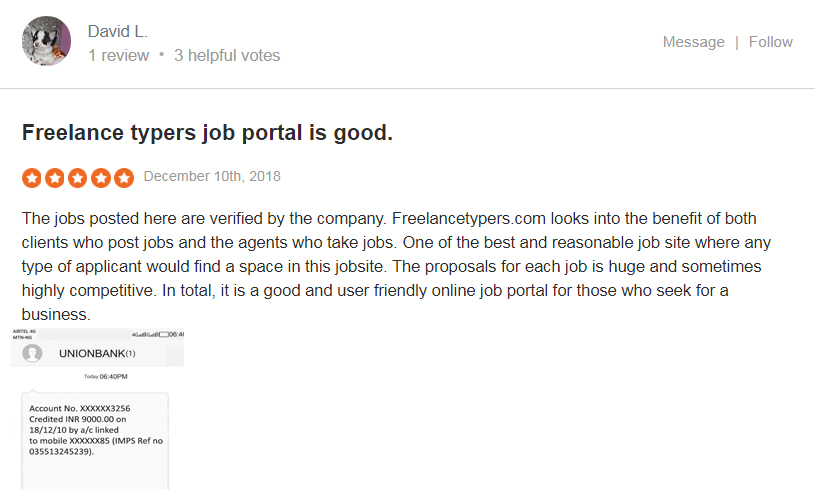 David L.
1 review • 3 helpful votes
Message | Follow
Freelance typers job portal is good.
December 10th, 2018
The jobs posted here are verified by the company. Freelancetypers.com looks into the benefit of both
clients who post jobs and the agents who take jobs. One of the best and reasonable job site where any
type of applicant would find a space in this jobsite. The proposals for each job is huge and sometimes
highly competitive. In total, it is a good and user friendly online job portal for those who seek for a
business.
AIRTEL 4G
MTN-NG
06:4
UNIONBANK(1)
Today 06:40PM
Account No. XXXXXX3256
Credited INR 9000.00 on
18/12/10 by a/c linked
to mobile XXXXXX85 (IMPS Ref no
035513245239).